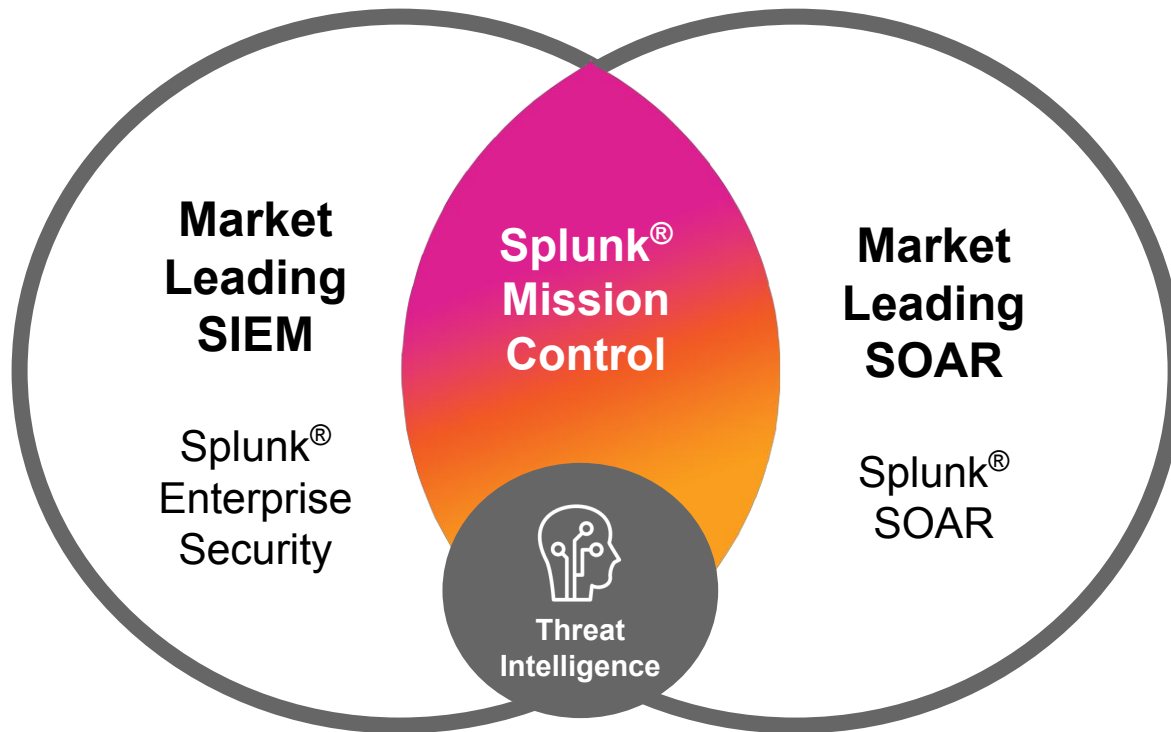 Market
Leading
SIEM
Splunk®
Enterprise
Security
Splunk®
Mission
Control
Threat
Intelligence
Market
Leading
SOAR
Splunk®
SOAR